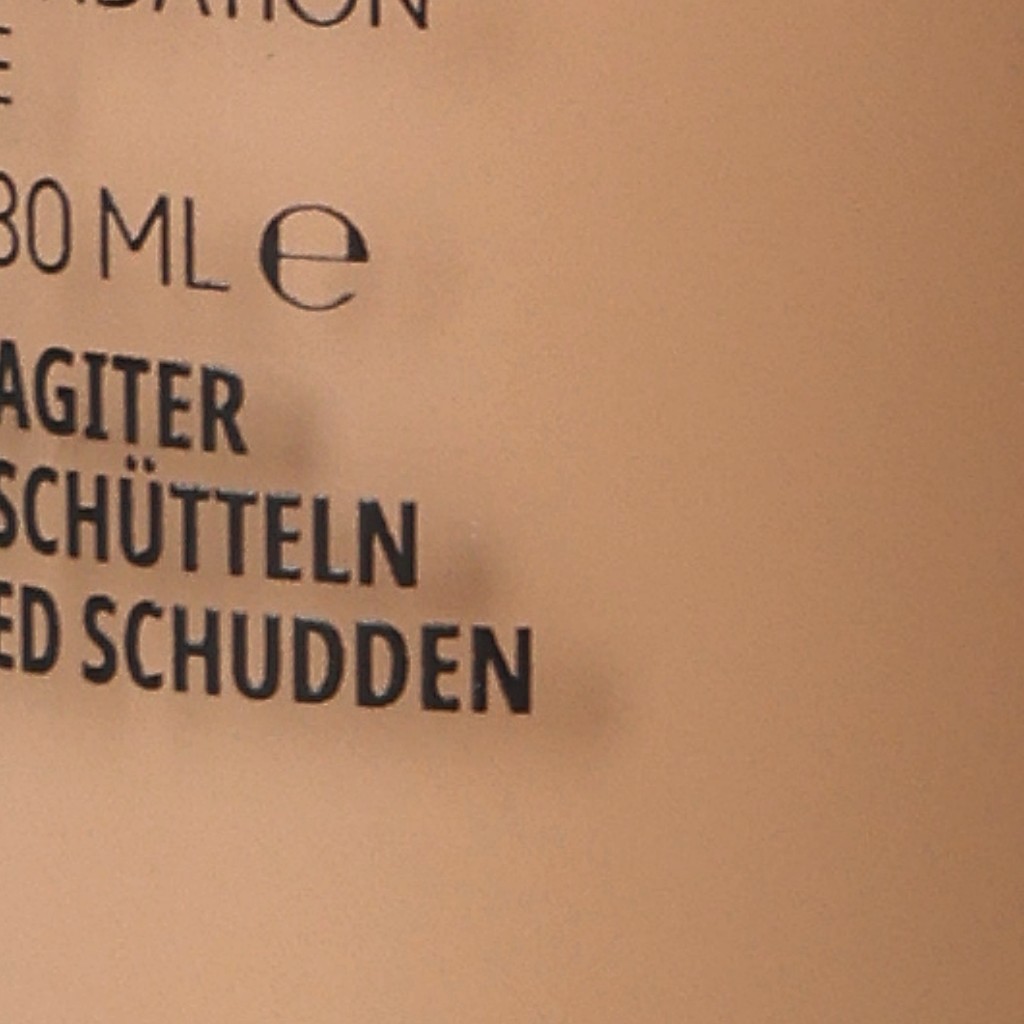 30 ML ℮
AGITER
SCHÜTTELN
ED SCHUDDEN